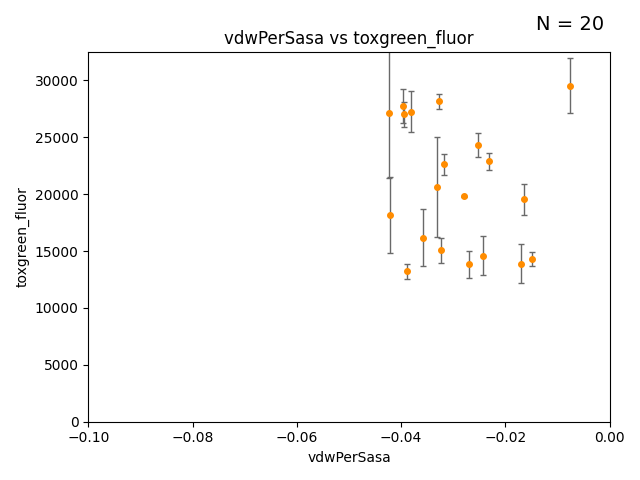 N = 20
vdwPerSasa vs toxgreen_fluor
30000
25000
20000
15000
10000
5000
0
toxgreen_fluor
−0.10 −0.08 −0.06 −0.04 −0.02 0.00
vdwPerSasa